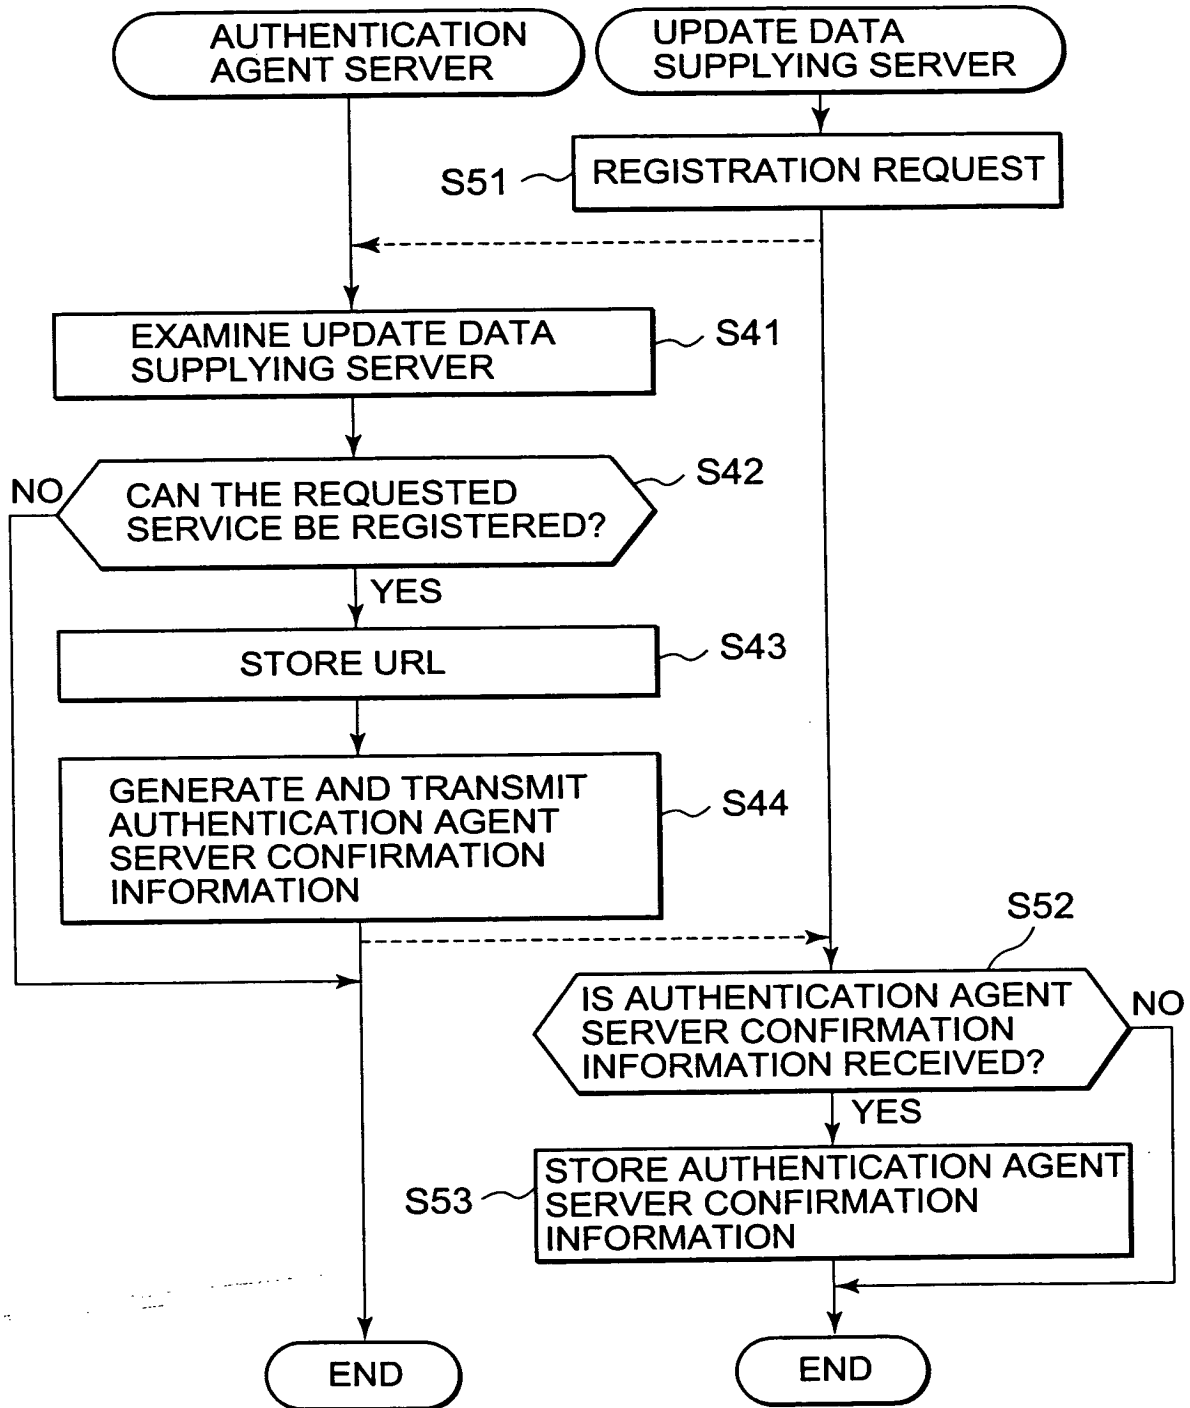 AUTHENTICATION
AGENT SERVER
UPDATE DATA
SUPPLYING SERVER
S51
REGISTRATION REQUEST
EXAMINE UPDATE DATA
SUPPLYING SERVER
S41
NO
CAN THE REQUESTED
SERVICE BE REGISTERED?
S42
YES
STORE URL
S43
GENERATE AND TRANSMIT
AUTHENTICATION AGENT
SERVER CONFIRMATION
INFORMATION
S44
S52
IS AUTHENTICATION AGENT
SERVER CONFIRMATION
INFORMATION RECEIVED?
NO
YES
S53
STORE AUTHENTICATION AGENT
SERVER CONFIRMATION
INFORMATION
END
END